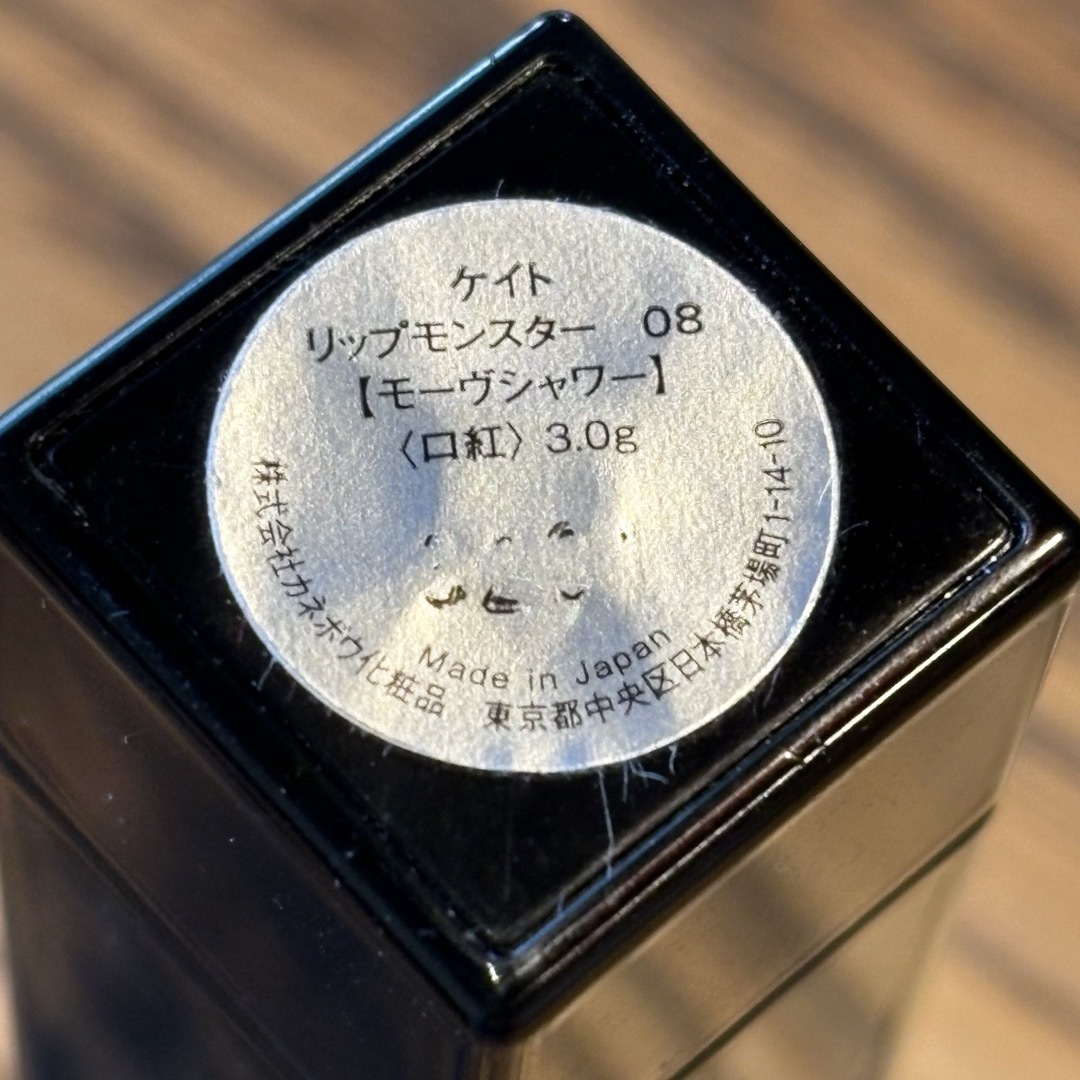 ケイト
リップモンスター 08
【モーヴシャワー】
〈口紅〉3.0g
Made in Japan
株式会社カネボウ化粧品 東京都中央区日本橋茅場町1-14-10